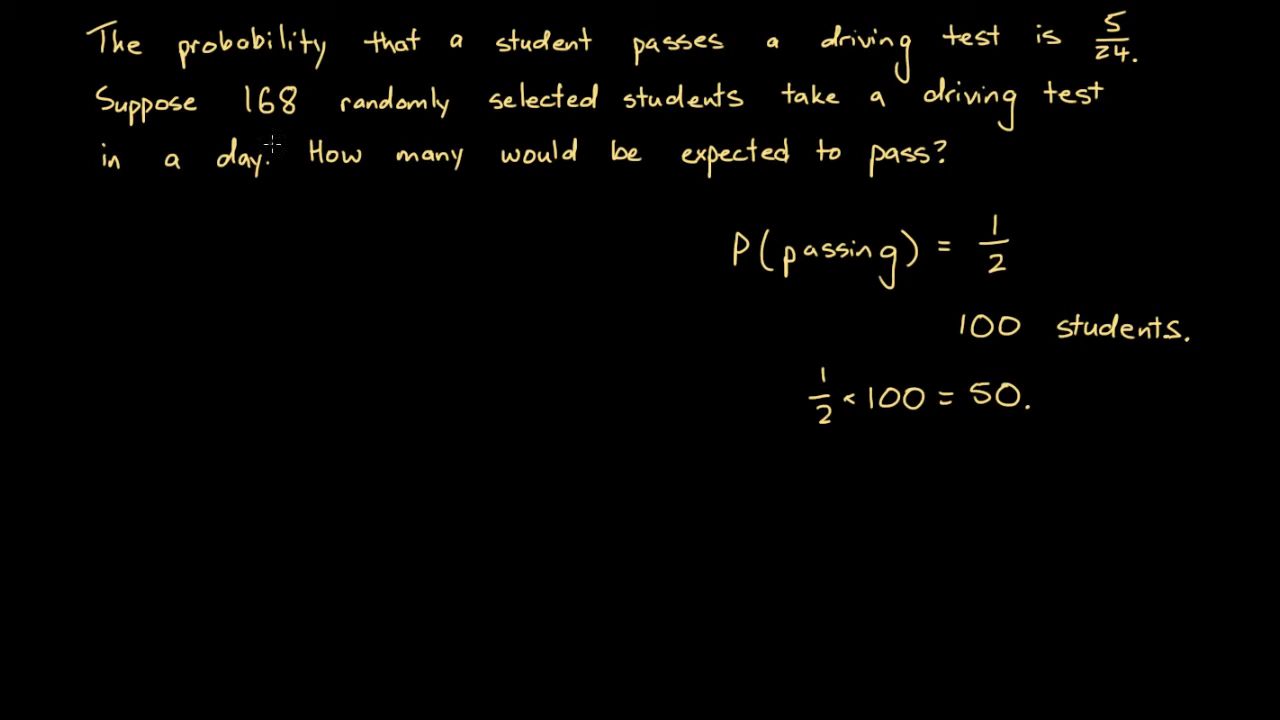 The probability that a student passes a driving test is 5/24.
Suppose 168 randomly selected students take a driving test
in a day. How many would be expected to pass?
P(passing) = 1/2
100 students.
1/2 × 100 = 50.